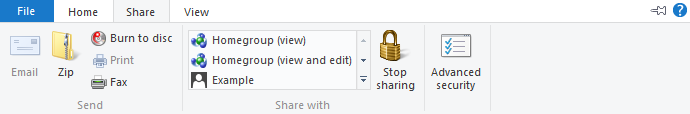 File Home Share View
Email
Zip
Burn to disc
Print
Fax
Send
Homegroup (view)
Homegroup (view and edit)
Example
Stop
sharing
Share with
Advanced
security